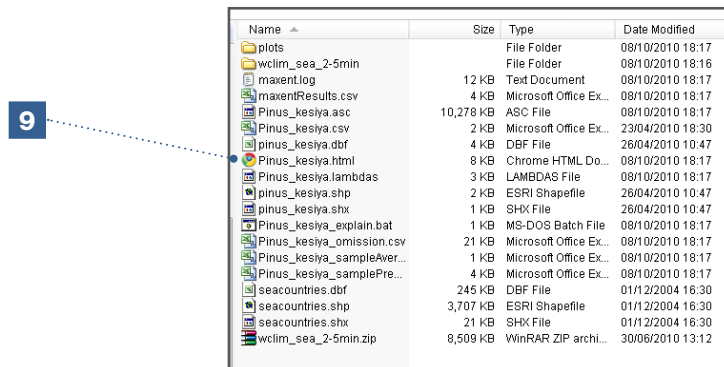 Name Size Type Date Modified
plots File Folder 08/10/2010 18:17
wclim_sea_2-5min File Folder 08/10/2010 18:16
maxent.log 12 KB Text Document 08/10/2010 18:17
maxentResults.csv 4 KB Microsoft Office Ex... 08/10/2010 18:17
Pinus_kesiya.asc 10,278 KB ASC File 08/10/2010 18:17
Pinus_kesiya.csv 2 KB Microsoft Office Ex... 23/04/2010 18:30
pinus_kesiya.dbf 4 KB DBF File 26/04/2010 10:47
9 Pinus_kesiya.html 8 KB Chrome HTML Do... 08/10/2010 18:17
Pinus_kesiya.lambdas 3 KB LAMBDAS File 08/10/2010 18:17
pinus_kesiya.shp 2 KB ESRI Shapefile 26/04/2010 10:47
pinus_kesiya.shx 1 KB SHX File 26/04/2010 10:47
Pinus_kesiya_explain.bat 1 KB MS-DOS Batch File 08/10/2010 18:17
Pinus_kesiya_omission.csv 21 KB Microsoft Office Ex... 08/10/2010 18:17
Pinus_kesiya_sampleAver... 1 KB Microsoft Office Ex... 08/10/2010 18:17
Pinus_kesiya_samplePre... 4 KB Microsoft Office Ex... 08/10/2010 18:17
seacountries.dbf 245 KB DBF File 01/12/2004 16:30
seacountries.shp 3,707 KB ESRI Shapefile 01/12/2004 16:30
seacountries.shx 21 KB SHX File 01/12/2004 16:30
wclim_sea_2-5min.zip 8,509 KB WinRAR ZIP archi... 30/06/2010 13:12